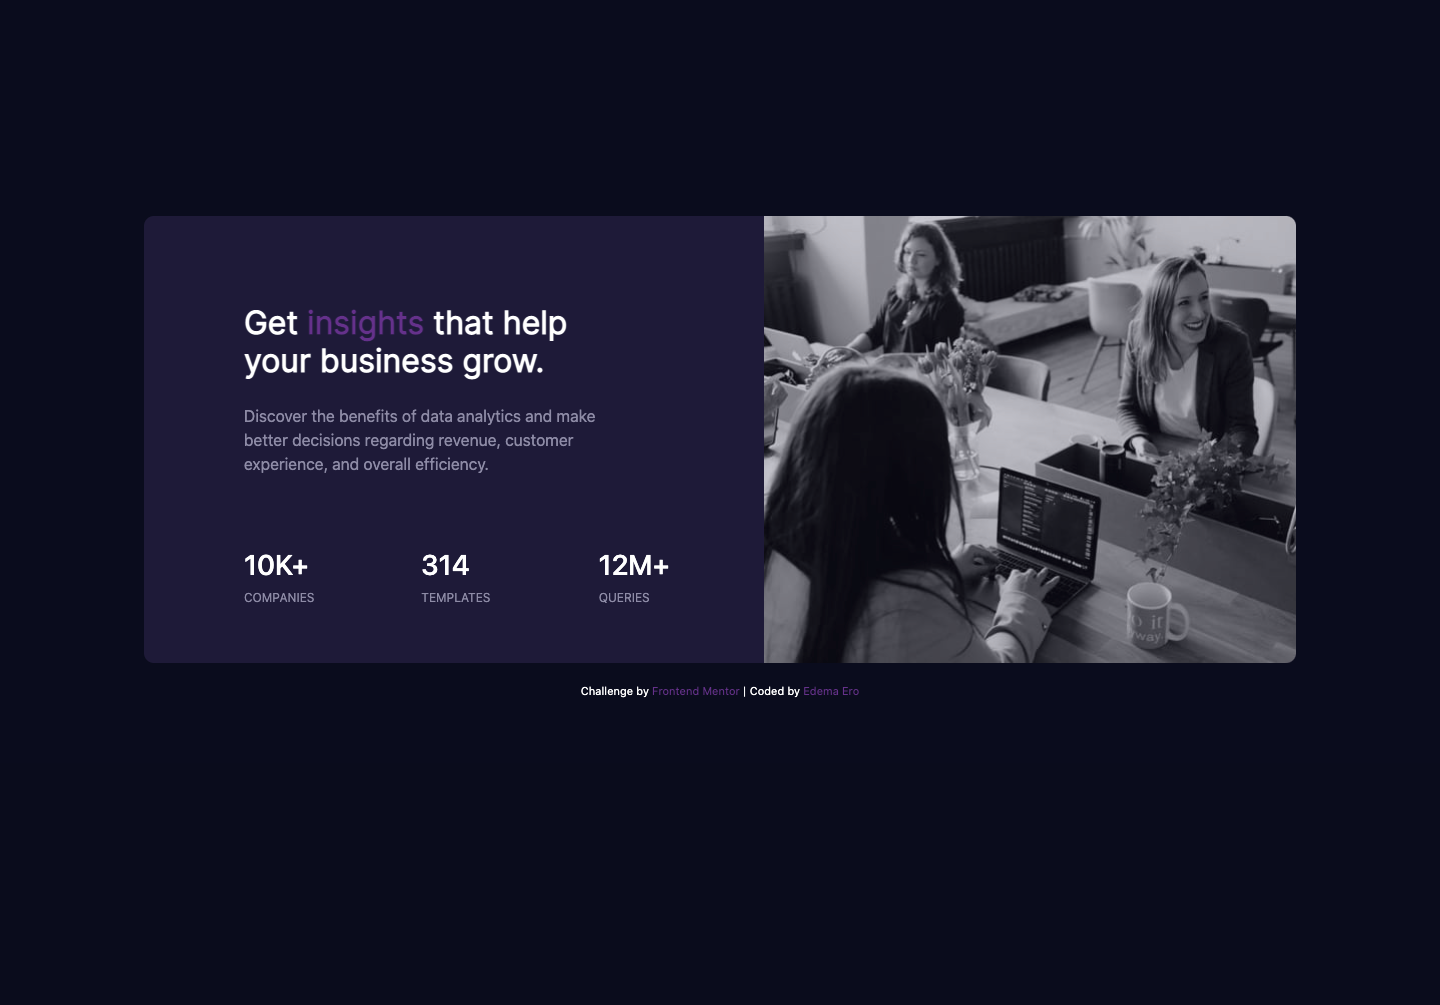 Get insights that help
your business grow.
Discover the benefits of data analytics and make
better decisions regarding revenue, customer
experience, and overall efficiency.
10K+ 314 12M+
COMPANIES TEMPLATES QUERIES
Challenge by Frontend Mentor | Coded by Edema Ero